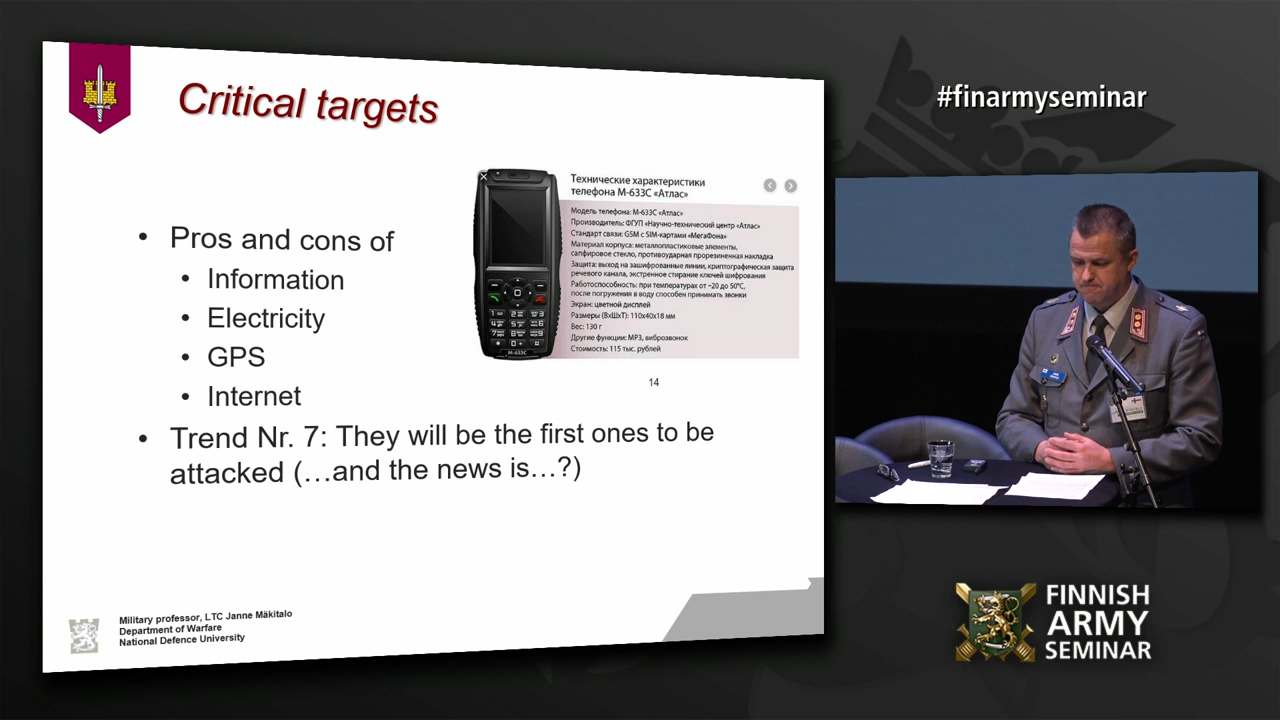 Critical targets
#finarmyseminar
Технические характеристики
телефона М-633С «Атлас»
Модель телефона: М-633С «Атлас»
Производитель: ФГУП «Научно-технический центр «Атлас»
Стандарт связи: GSM с SIM-картами «МегаФона»
Материал корпуса: металлопластиковые элементы,
сапфировое стекло, противоударная прорезиненная накладка
Защита: выход на зашифрованные линии, криптографическая защита
речевого канала, экстренное стирание ключей шифрования
Работоспособность: при температурах от –20 до 50°С,
после погружения в воду способен принимать звонки
Экран: цветной дисплей
Размеры (ВхШхТ): 110х40х18 мм
Вес: 130 г
Другие функции: MP3, виброзвонок
Стоимость: 115 тыс. рублей
М-633С
14
• Pros and cons of
• Information
• Electricity
• GPS
• Internet
• Trend Nr. 7: They will be the first ones to be
attacked (…and the news is…?)
Military professor, LTC Janne Mäkitalo
Department of Warfare
National Defence University
FINNISH
ARMY
SEMINAR